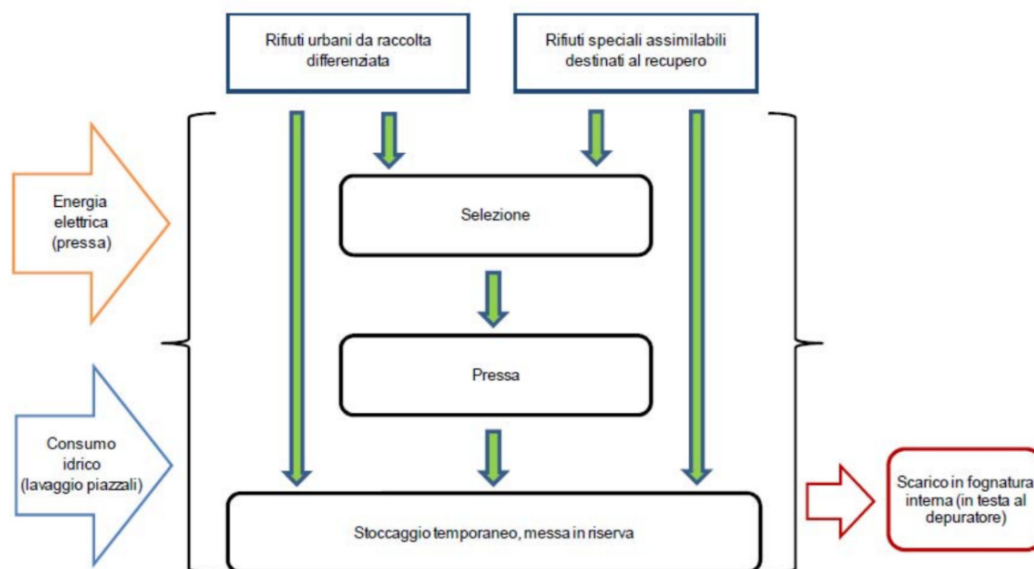 Rifiuti urbani da raccolta
differenziata
Rifiuti speciali assimilabili
destinati al recupero
Energia
elettrica
(pressa)
Selezione
Pressa
Consumo
idrico
(lavaggio piazzali)
Stoccaggio temporaneo, messa in riserva
Scarico in fognatura
interna (in testa al
depuratore)